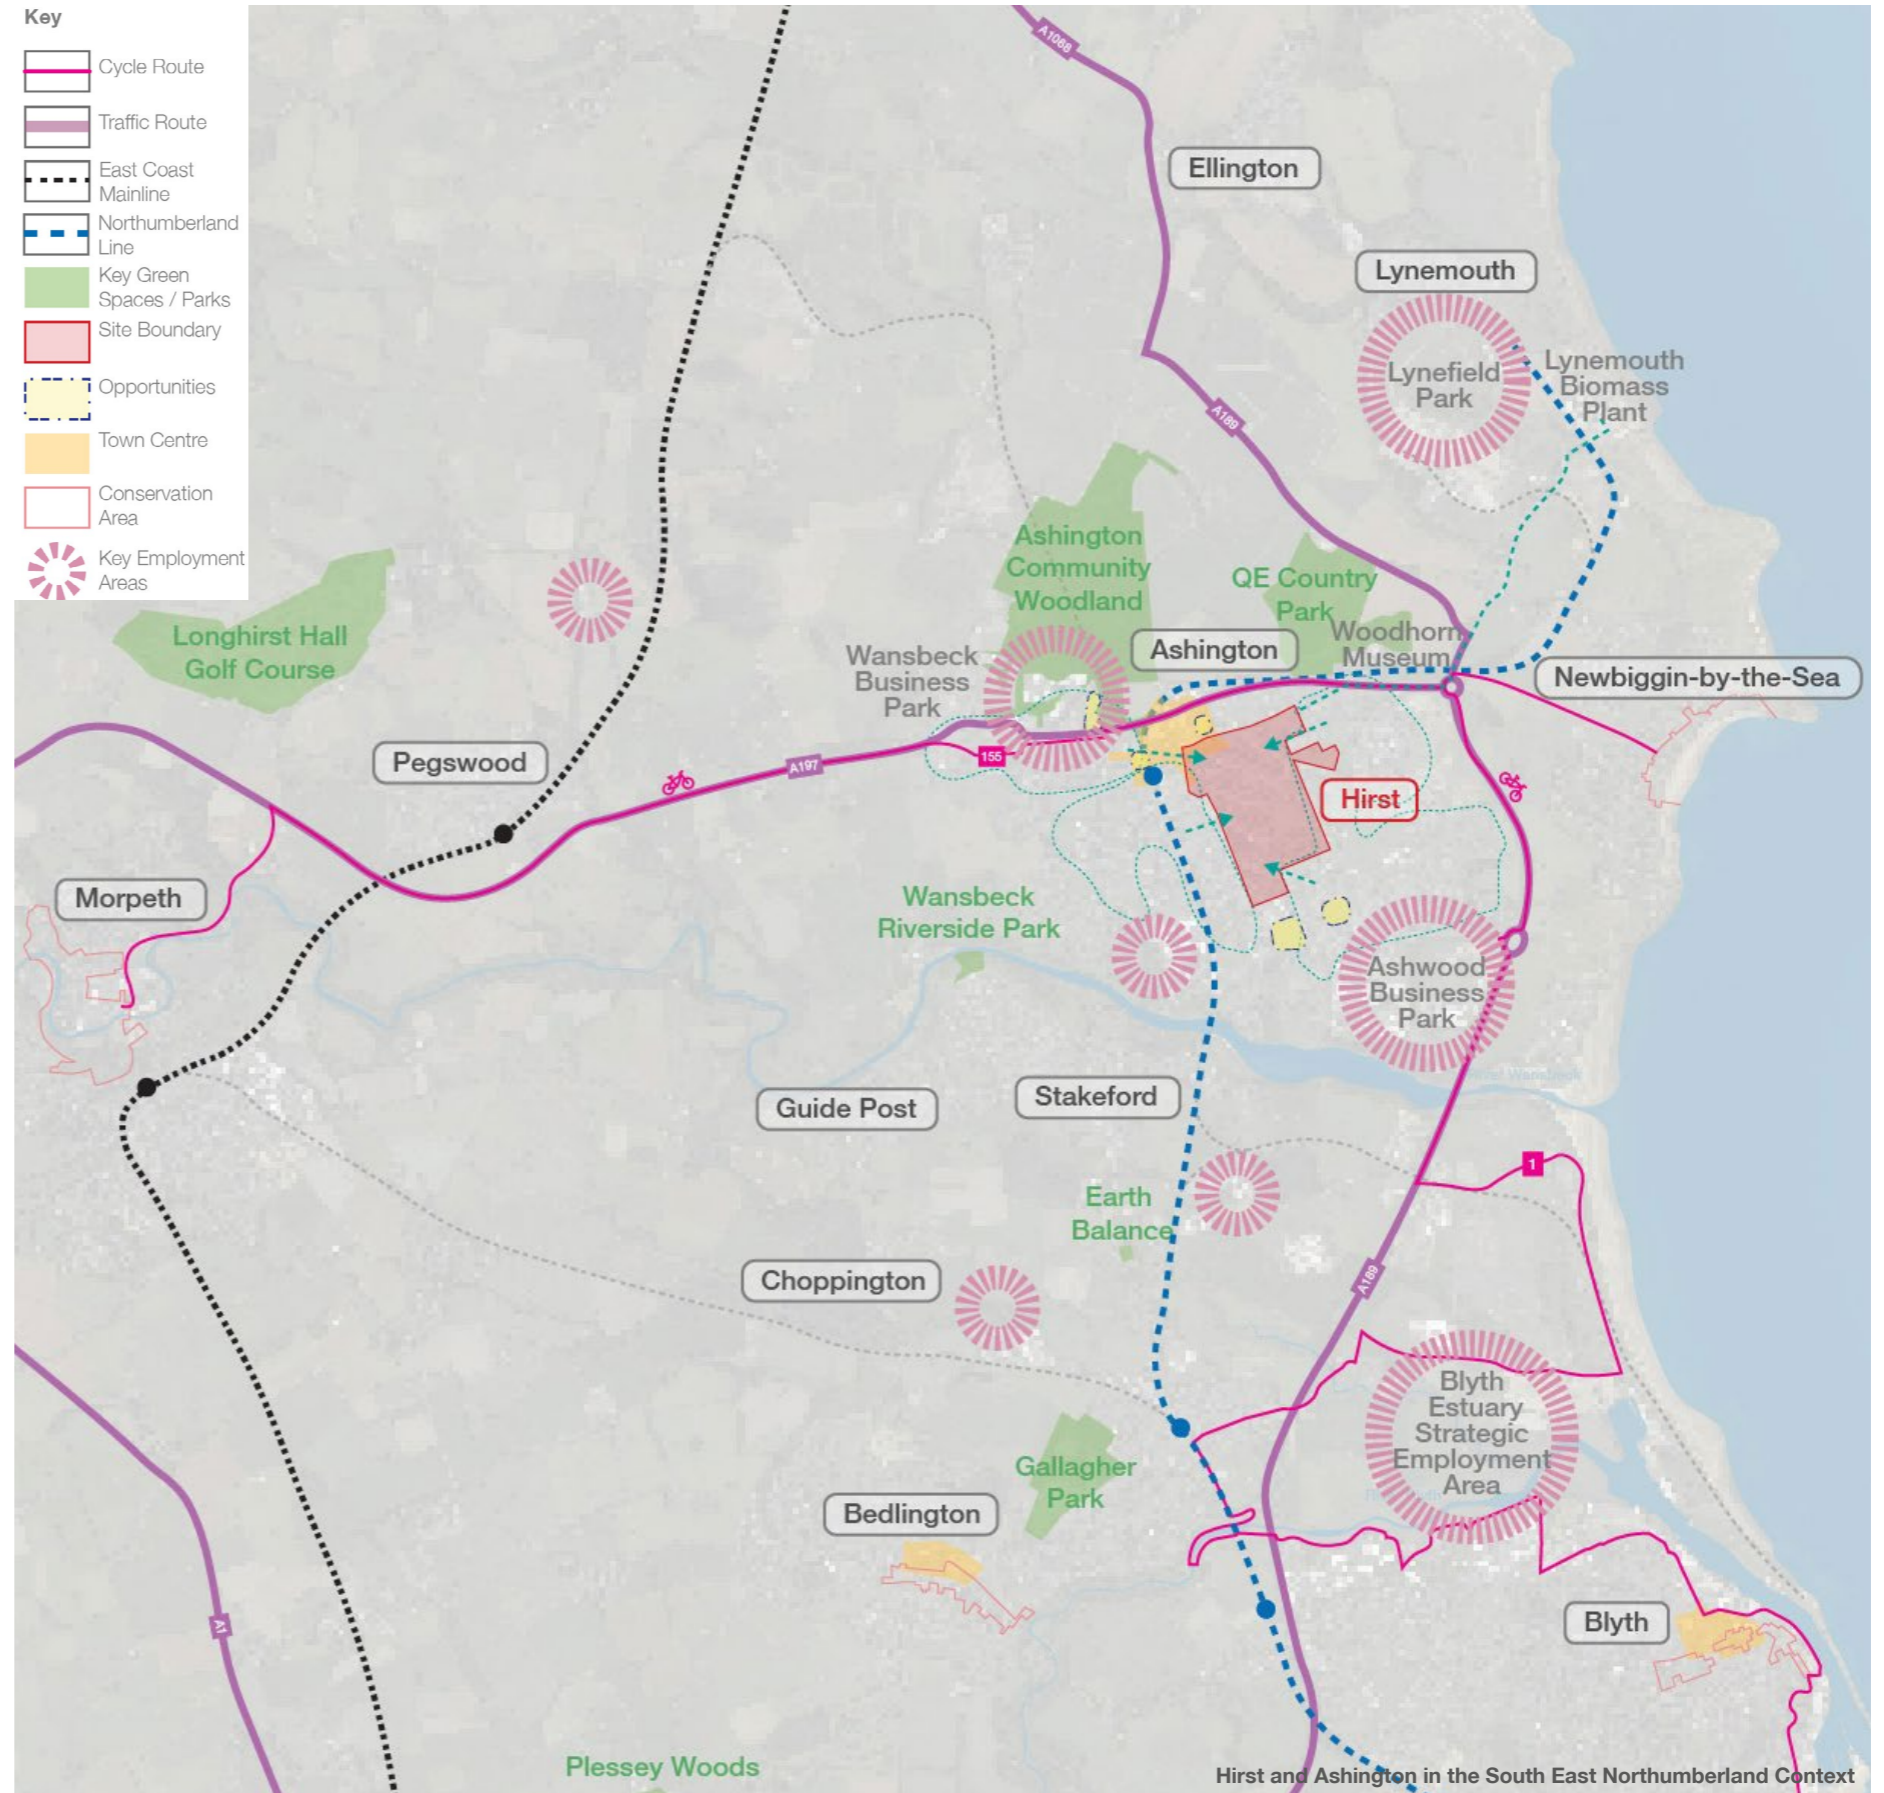 Key
Cycle Route
Traffic Route
East Coast
Mainline
Northumberland
Line
Key Green
Spaces / Parks
Site Boundary
Opportunities
Town Centre
Conservation
Area
Key Employment
Areas
A1068
Ellington
Lynemouth
Lynefield
Park
Lynemouth
Biomass
Plant
A189
Ashington
Community
Woodland
QE Country
Park
Longhirst Hall
Golf Course
Woodhorn
Museum
Ashington
Wansbeck
Business
Park
Newbiggin-by-the-Sea
Pegswood
A197
155
Hirst
Morpeth
Wansbeck
Riverside Park
Ashwood
Business
Park
Guide Post
Stakeford
1
Earth
Balance
Choppington
A189
Blyth
Estuary
Strategic
Employment
Area
Gallagher
Park
Bedlington
A1
Blyth
Plessey Woods
Hirst and Ashington in the South East Northumberland Context